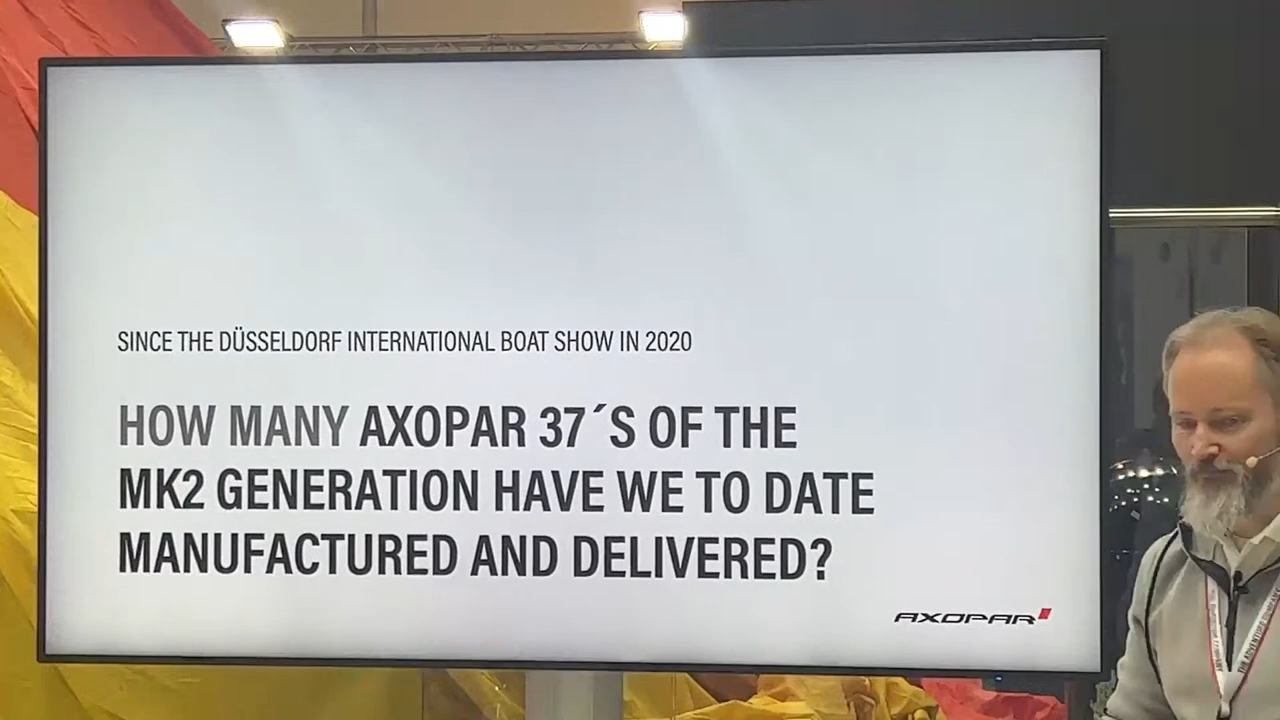 SINCE THE DÜSSELDORF INTERNATIONAL BOAT SHOW IN 2020
HOW MANY AXOPAR 37´S OF THE
MK2 GENERATION HAVE WE TO DATE
MANUFACTURED AND DELIVERED?
AXOPAR